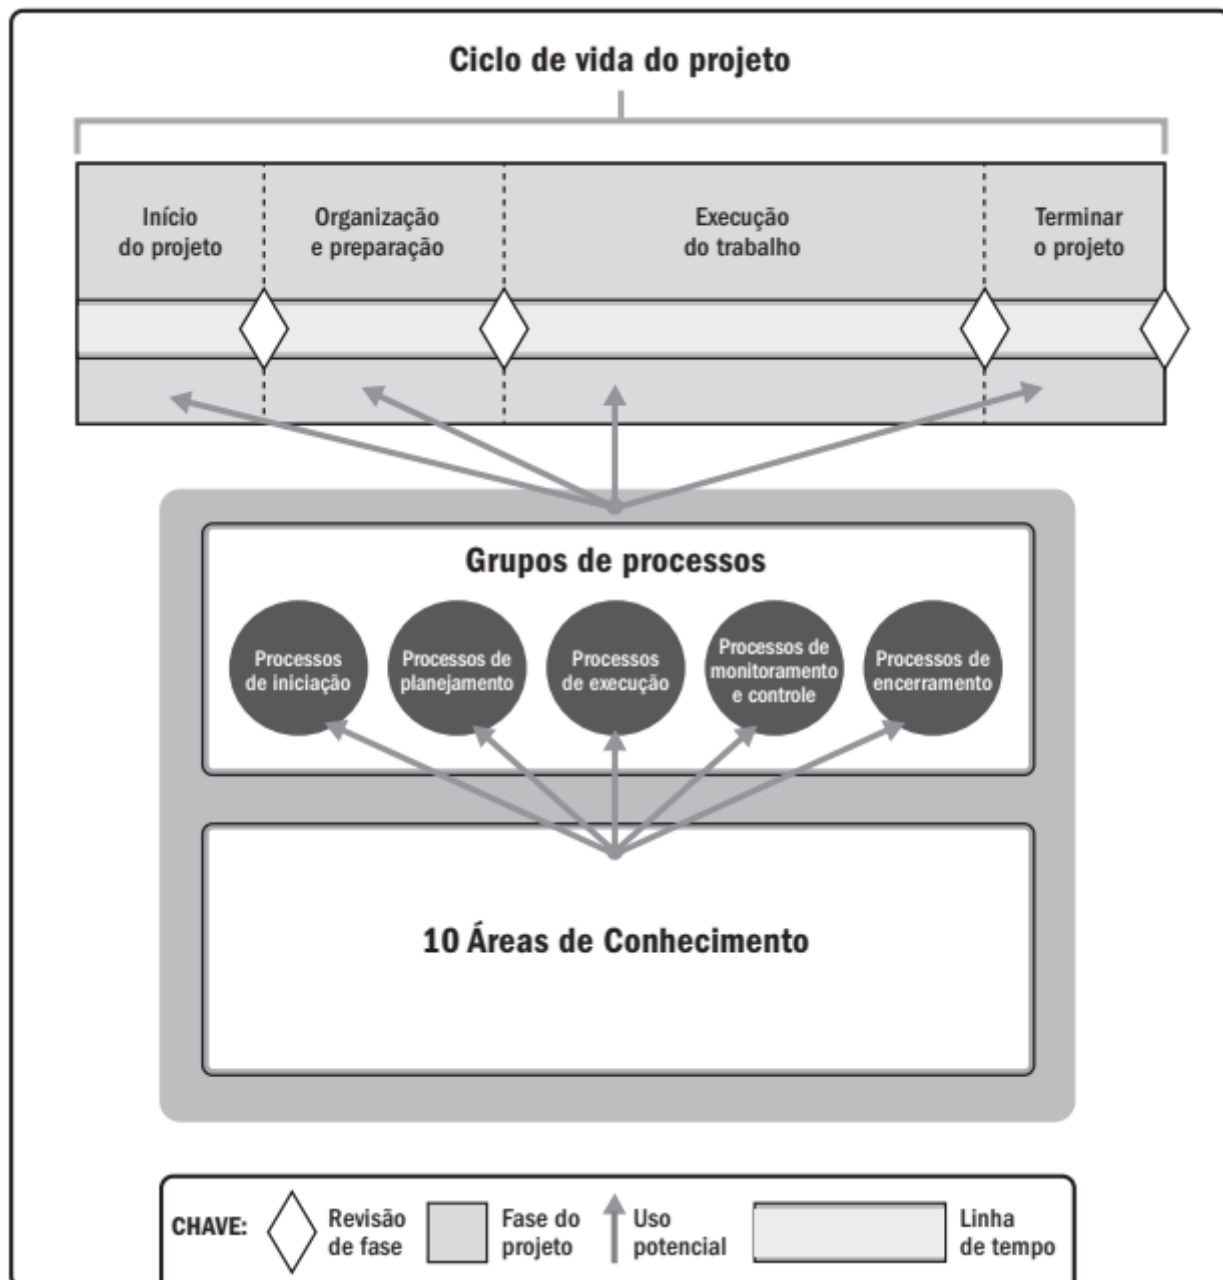 Ciclo de vida do projeto
Início
do projeto
Organização
e preparação
Execução
do trabalho
Terminar
o projeto
Grupos de processos
Processos
de iniciação
Processos de
planejamento
Processos
de execução
Processos de
monitoramento
e controle
Processos de
encerramento
10 Áreas de Conhecimento
CHAVE:
Revisão
de fase
Fase do
projeto
Uso
potencial
Linha
de tempo